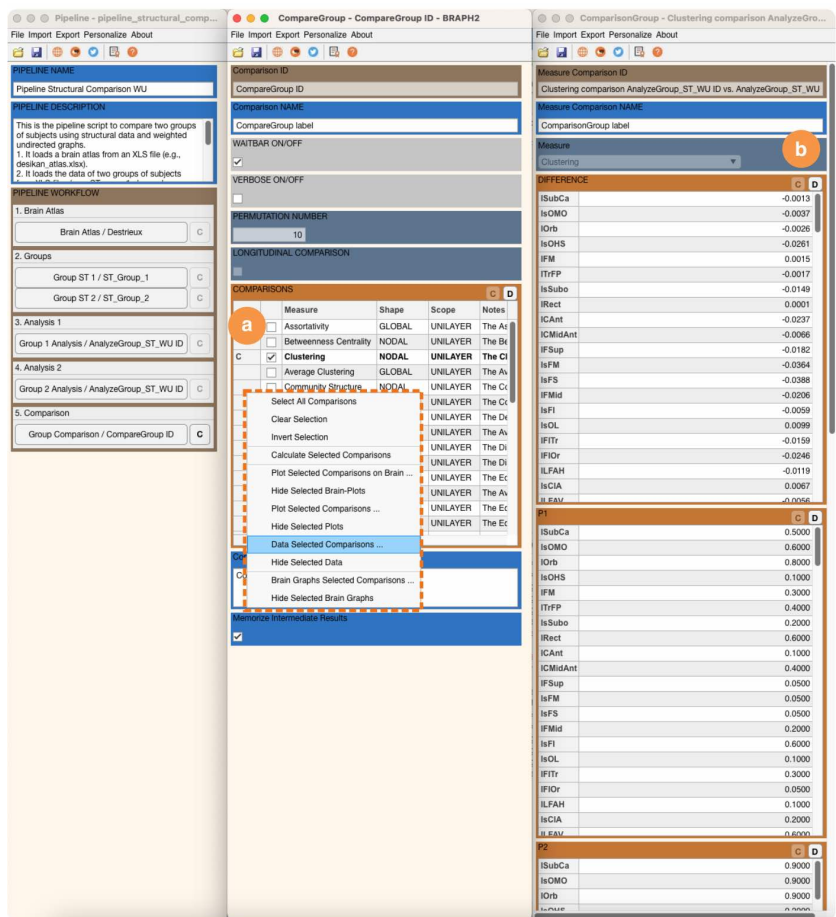 Pipeline - pipeline_structural_comp...
File Import Export Personalize About
PIPELINE NAME
Pipeline Structural Comparison WU
PIPELINE DESCRIPTION
This is the pipeline script to compare two groups
of subjects using structural data and weighted
undirected graphs.
1. It loads a brain atlas from an XLS file (e.g.,
desikan_atlas.xlsx).
2. It loads the data of two groups of subjects
PIPELINE WORKFLOW
1. Brain Atlas
Brain Atlas / Destrieux C
2. Groups
Group ST 1 / ST_Group_1 C
Group ST 2 / ST_Group_2 C
3. Analysis 1
Group 1 Analysis / AnalyzeGroup_ST_WU ID C
4. Analysis 2
Group 2 Analysis / AnalyzeGroup_ST_WU ID C
5. Comparison
Group Comparison / CompareGroup ID C
CompareGroup - CompareGroup ID - BRAPH2
File Import Export Personalize About
Comparison ID
CompareGroup ID
Comparison NAME
CompareGroup label
WAITBAR ON/OFF
VERBOSE ON/OFF
PERMUTATION NUMBER
10
LONGITUDINAL COMPARISON
COMPARISONS C D
a
Measure Shape Scope Notes
Assortativity GLOBAL UNILAYER The As
Betweenness Centrality NODAL UNILAYER The Be
C Clustering NODAL UNILAYER The Cl
Average Clustering GLOBAL UNILAYER The Av
Community Structure NODAL UNILAYER The Cc
UNILAYER The Cc
UNILAYER The De
UNILAYER The Av
UNILAYER The Di
UNILAYER The Di
UNILAYER The Ec
UNILAYER The Av
UNILAYER The Ec
UNILAYER The Ec
Select All Comparisons
Clear Selection
Invert Selection
Calculate Selected Comparisons
Plot Selected Comparisons on Brain ...
Hide Selected Brain-Plots
Plot Selected Comparisons ...
Hide Selected Plots
Data Selected Comparisons ...
Hide Selected Data
Brain Graphs Selected Comparisons ...
Hide Selected Brain Graphs
Memorize Intermediate Results
ComparisonGroup - Clustering comparison AnalyzeGro...
File Import Export Personalize About
Measure Comparison ID
Clustering comparison AnalyzeGroup_ST_WU ID vs. AnalyzeGroup_ST_WU
Measure Comparison NAME
ComparisonGroup label
Measure
b
Clustering
DIFFERENCE C D
lSubCa -0.0013
lsOMO -0.0037
lOrb -0.0026
lsOHS -0.0261
lFM 0.0015
lTrFP -0.0017
lsSubo -0.0149
lRect 0.0001
lCAnt -0.0237
lCMidAnt -0.0066
lFSup -0.0182
lsFM -0.0364
lsFS -0.0388
lFMid -0.0206
lsFI -0.0059
lsOL 0.0099
lFITr -0.0159
lFIOr -0.0246
lLFAH -0.0119
lsCIA 0.0067
lLFAV -0.0056
P1 C D
lSubCa 0.5000
lsOMO 0.6000
lOrb 0.8000
lsOHS 0.1000
lFM 0.3000
lTrFP 0.4000
lsSubo 0.2000
lRect 0.6000
lCAnt 0.1000
lCMidAnt 0.4000
lFSup 0.0500
lsFM 0.0500
lsFS 0.0500
lFMid 0.2000
lsFI 0.6000
lsOL 0.1000
lFITr 0.3000
lFIOr 0.0500
lLFAH 0.1000
lsCIA 0.2000
lLFAV 0.6000
P2 C D
lSubCa 0.9000
lsOMO 0.9000
lOrb 0.9000